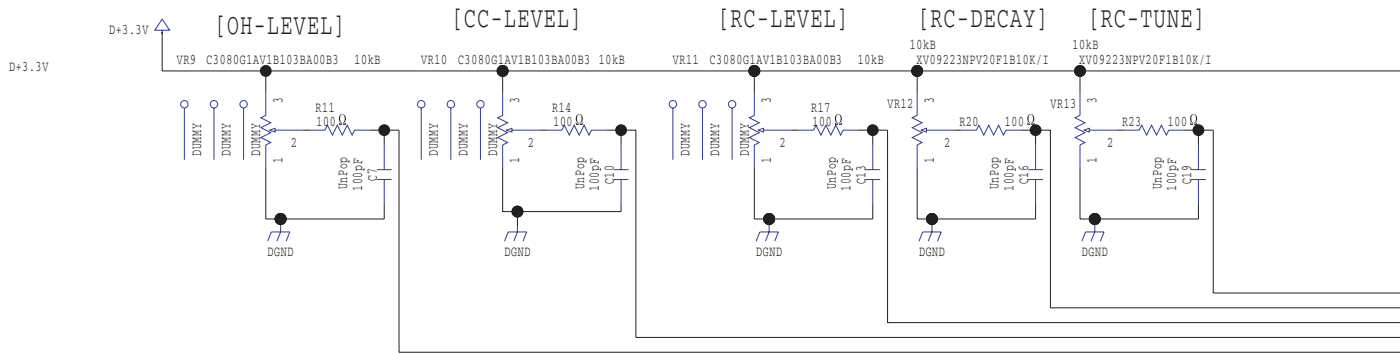 [OH-LEVEL] [CC-LEVEL] [RC-LEVEL] [RC-DECAY] [RC-TUNE]
D+3.3V
10kB 10kB
VR9 C3080G1AV1B103BA00B3 10kB VR10 C3080G1AV1B103BA00B3 10kB VR11 C3080G1AV1B103BA00B3 10kB XV09223NPV20F1B10K/I XV09223NPV20F1B10K/I
D+3.3V
3 3 3 3 3
VR12 VR13
R11 R14 R17
100Ω 100Ω 100Ω R20 100Ω R23 100Ω
DUMMY DUMMY DUMMY DUMMY DUMMY DUMMY DUMMY DUMMY DUMMY
2 2 2 2 2
1 1 1 1 1
UnPop UnPop UnPop UnPop UnPop
100pF 100pF 100pF 100pF 100pF
C7 C10 C13 C16 C19
DGND DGND DGND DGND DGND